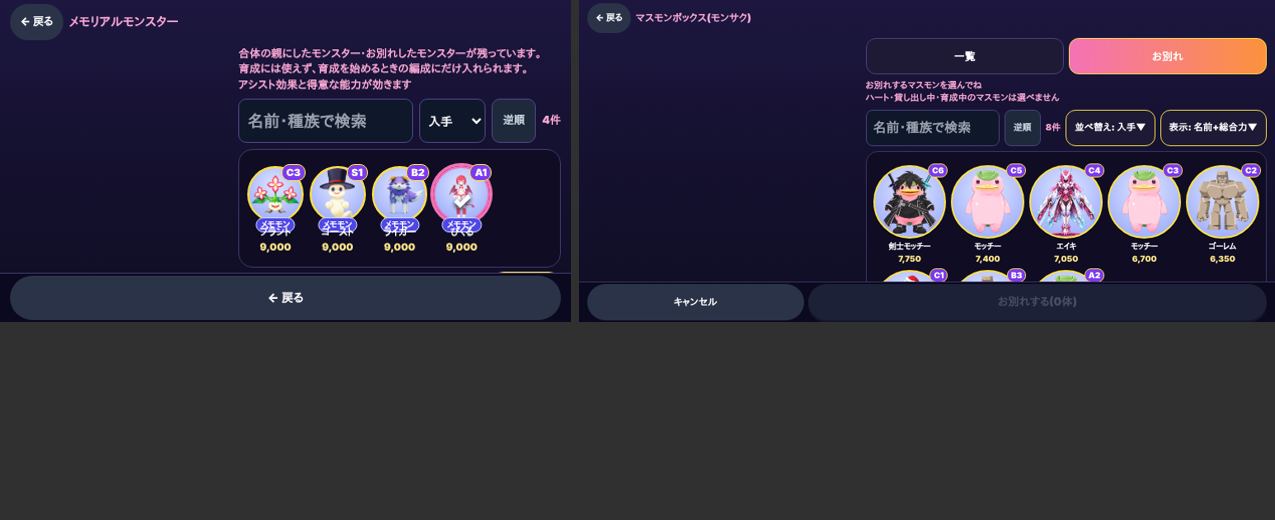 ← 戻る メモリアルモンスター
合体の親にしたモンスター・お別れしたモンスターが残っています。
育成には使えず、育成を始めるときの編成にだけ入れられます。
アシスト効果と得意な能力が効きます
名前・種族で検索 入手 逆順 4件
C3 S1 B2 A1
メモモン メモモン メモモン メモモン
9,000 9,000 9,000 9,000
← 戻る
← 戻る マスモンボックス(モンサク)
一覧 お別れ
お別れするマスモンを選んでね
ハート・貸し出し中・育成中のマスモンは選べません
名前・種族で検索 逆順 8件 並べ替え: 入手▼ 表示: 名前+総合力▼
C6 C5 C4 C3 C2
剣士モッチー モッチー エイキ モッチー ゴーレム
7,750 7,400 7,050 6,700 6,350
C1 B3 A2
キャンセル お別れする(0体)